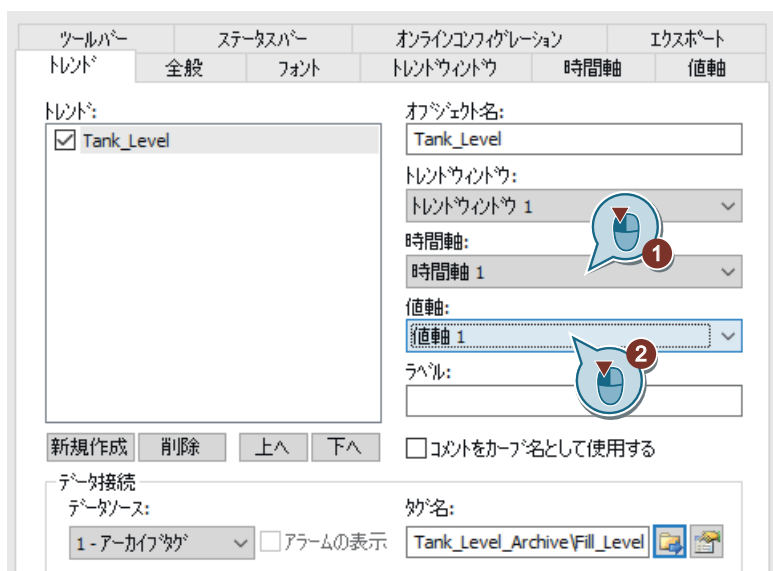 ツールバー ステータスバー オンラインコンフィグレーション エクスポート
トレンド 全般 フォント トレンドウィンドウ 時間軸 値軸
トレンド:
Tank_Level
オブジェクト名:
Tank_Level
トレンドウィンドウ:
トレンドウィンドウ 1
1
時間軸:
時間軸 1
値軸:
値軸 1
2
ラベル:
新規作成 削除 上へ 下へ
コメントをカーブ名として使用する
データ接続
データソース:
1 - アーカイブタグ
アラームの表示
タグ名:
Tank_Level_Archive\Fill_Level